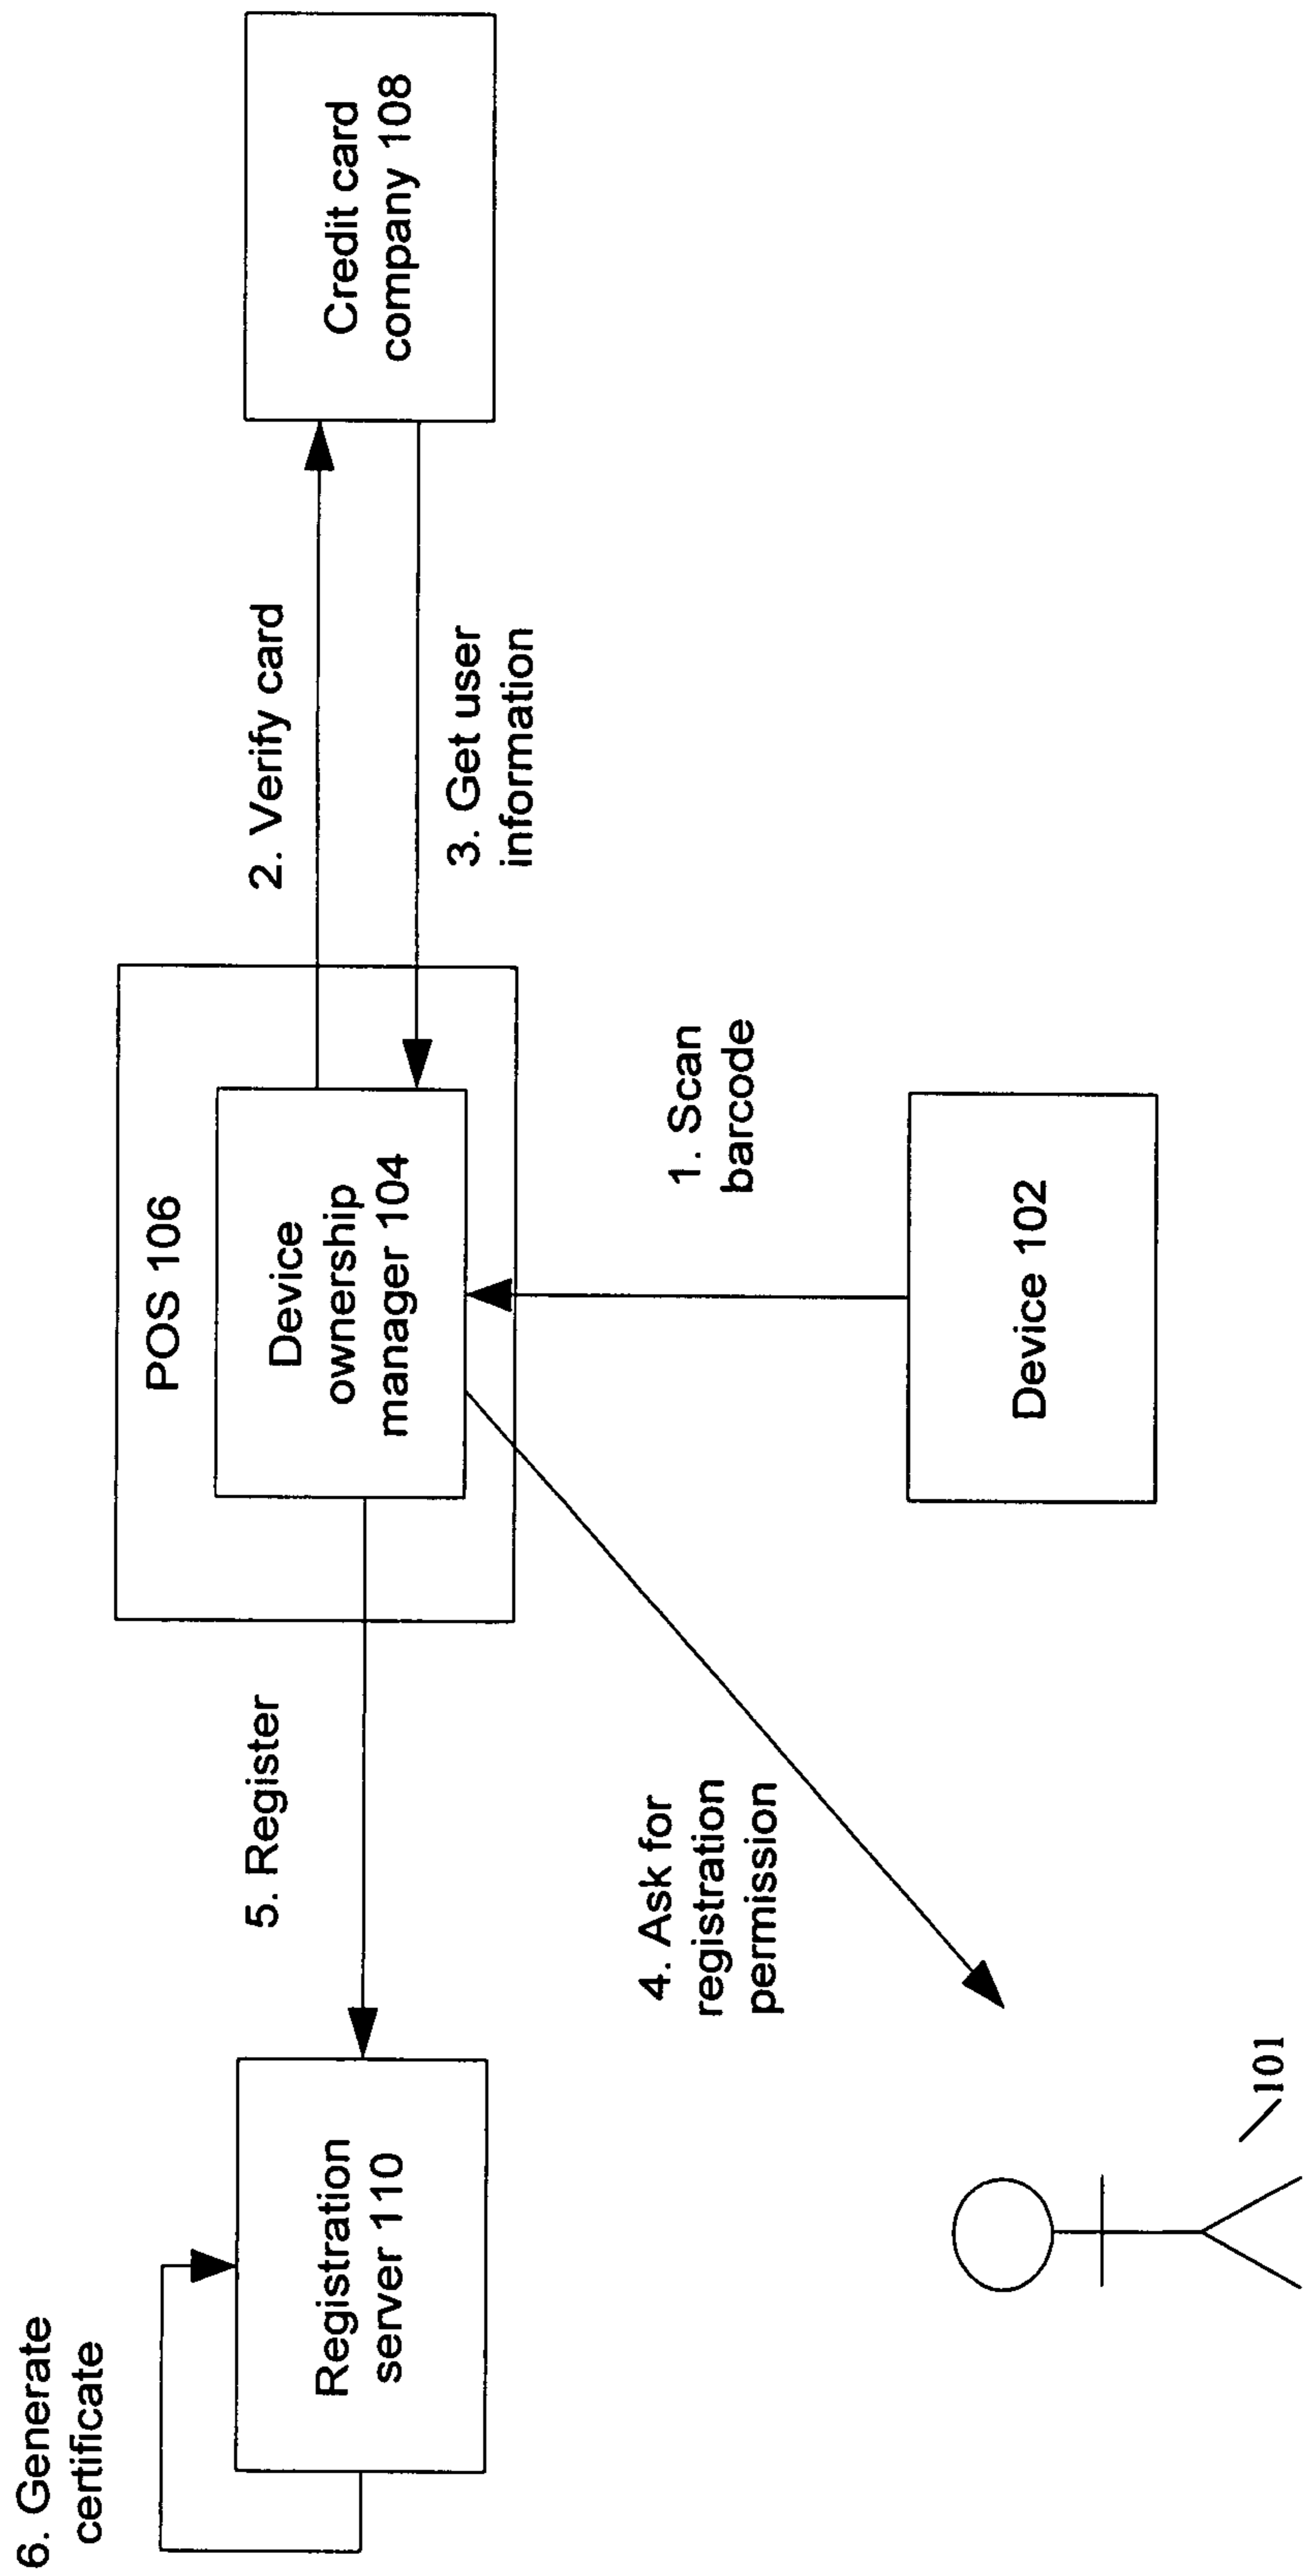 6. Generate
certificate
Registration
server 110
5. Register
POS 106
Device
ownership
manager 104
2. Verify card
3. Get user
information
Credit card
company 108
4. Ask for
registration
permission
1. Scan
barcode
Device 102
101